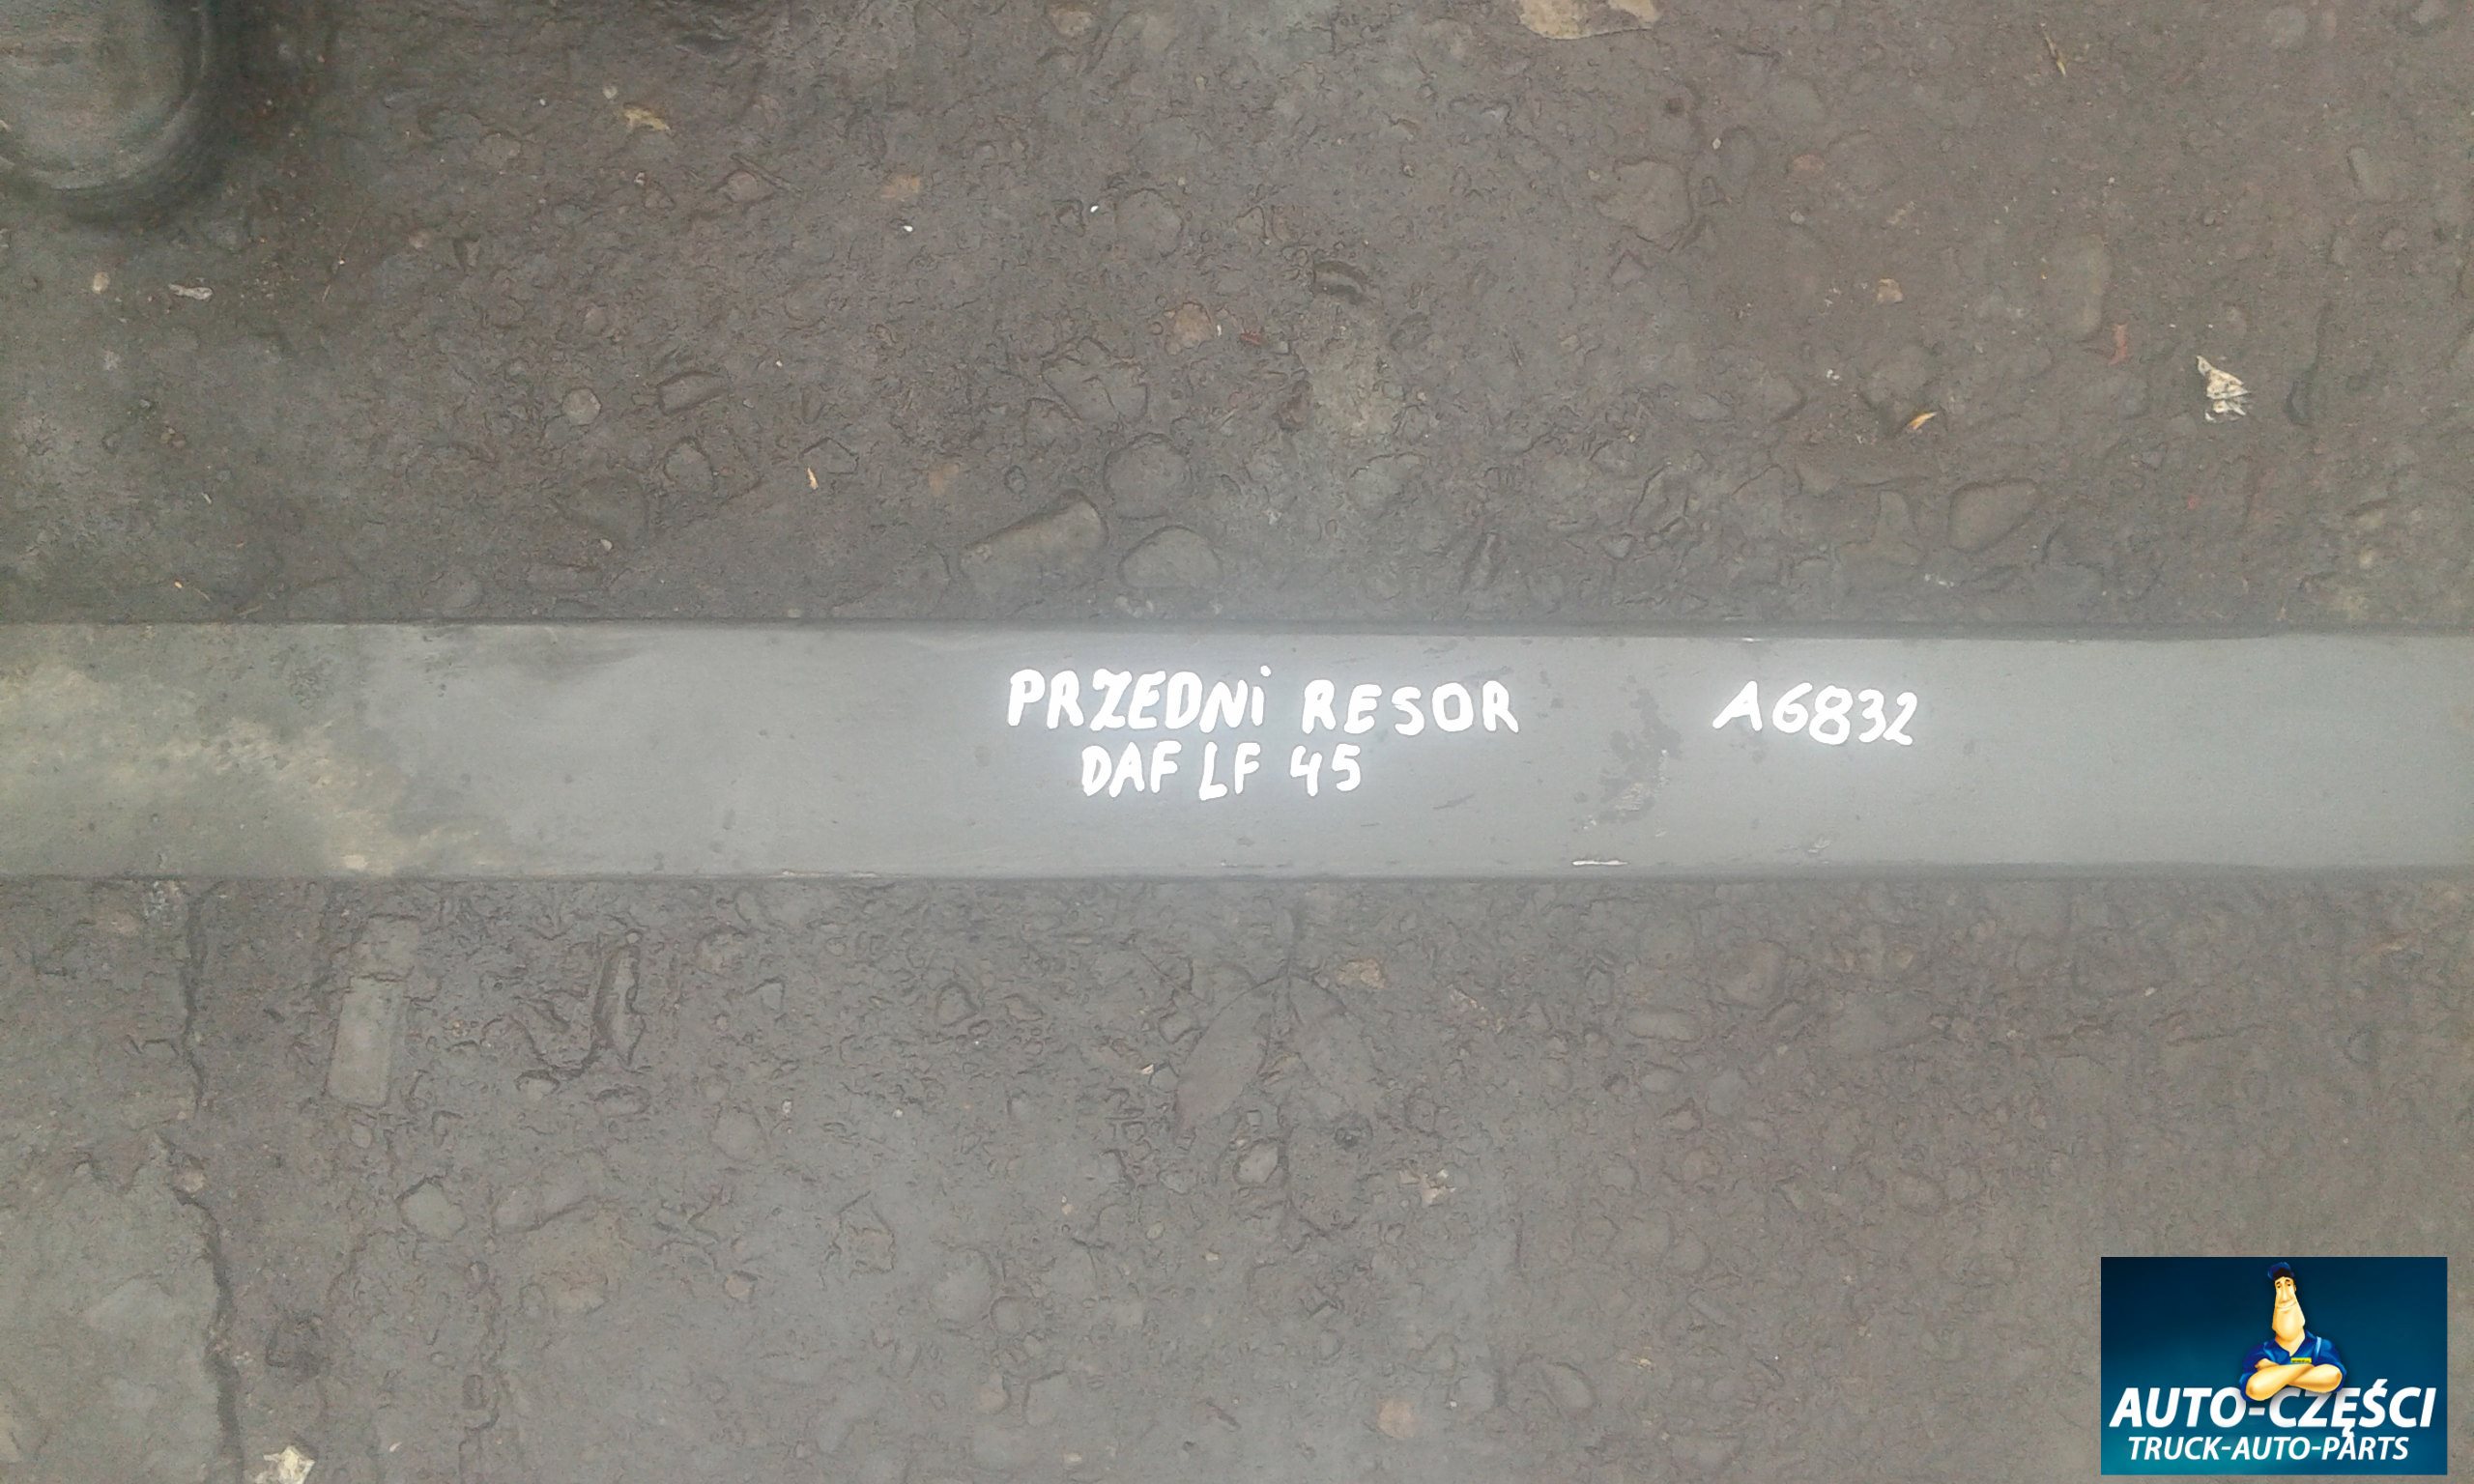 PRZEDNi RESOR A6832
DAF LF 45
AUTO-CZĘŚCI
TRUCK-AUTO-PARTS